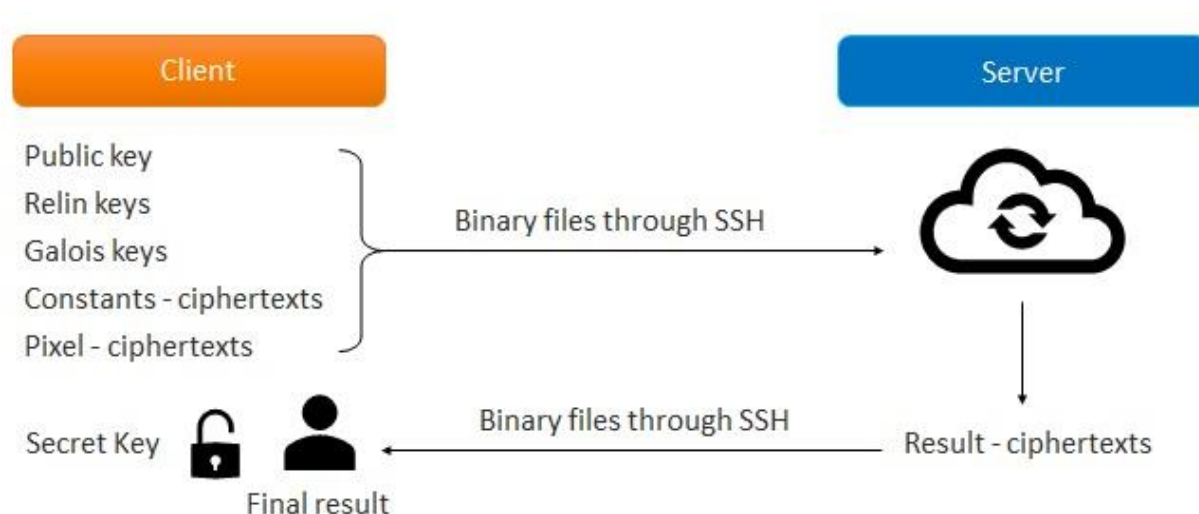 Client
Server
Public key
Relin keys
Galois keys
Constants - ciphertexts
Pixel - ciphertexts
Binary files through SSH
Binary files through SSH
Secret Key
Result - ciphertexts
Final result